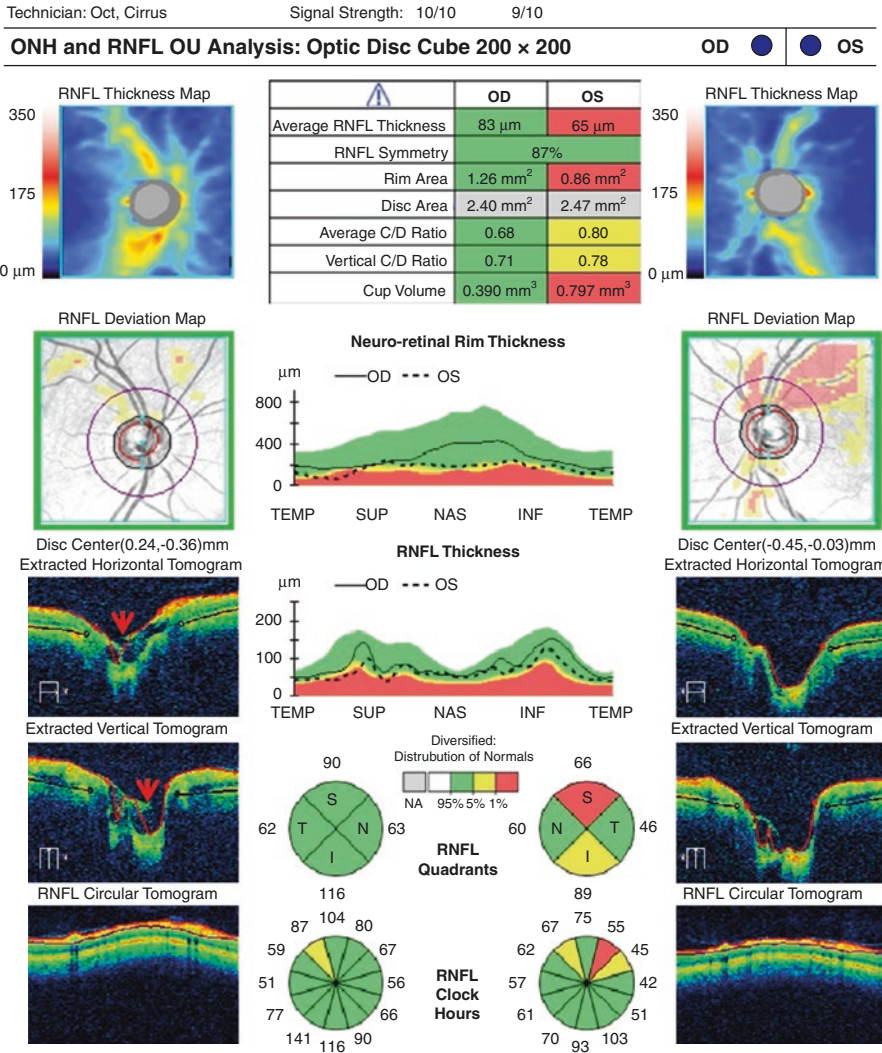 Technician: Oct, Cirrus Signal Strength: 10/10 9/10
ONH and RNFL OU Analysis: Optic Disc Cube 200 × 200 OD OS
RNFL Thickness Map
350
175
0 μm
OD OS
Average RNFL Thickness 83 μm 65 μm
RNFL Symmetry 87%
Rim Area 1.26 mm² 0.86 mm²
Disc Area 2.40 mm² 2.47 mm²
Average C/D Ratio 0.68 0.80
Vertical C/D Ratio 0.71 0.78
Cup Volume 0.390 mm³ 0.797 mm³
RNFL Thickness Map
350
175
0 μm
RNFL Deviation Map
Disc Center(0.24,-0.36)mm
Neuro-retinal Rim Thickness
μm OD OS
800
400
0
TEMP SUP NAS INF TEMP
RNFL Deviation Map
Disc Center(-0.45,-0.03)mm
Extracted Horizontal Tomogram
RNFL Thickness
μm OD OS
200
100
0
TEMP SUP NAS INF TEMP
Extracted Horizontal Tomogram
Extracted Vertical Tomogram
Diversified:
Distrubution of Normals
NA 95% 5% 1%
Extracted Vertical Tomogram
90
S
62 T N 63
I
116
RNFL
Quadrants
66
S
60 N T 46
I
89
RNFL Circular Tomogram
104
87 80
59 67
51 56
77 66
141 90
116
RNFL
Clock
Hours
75
67 55
62 45
57 42
61 51
70 103
93
RNFL Circular Tomogram